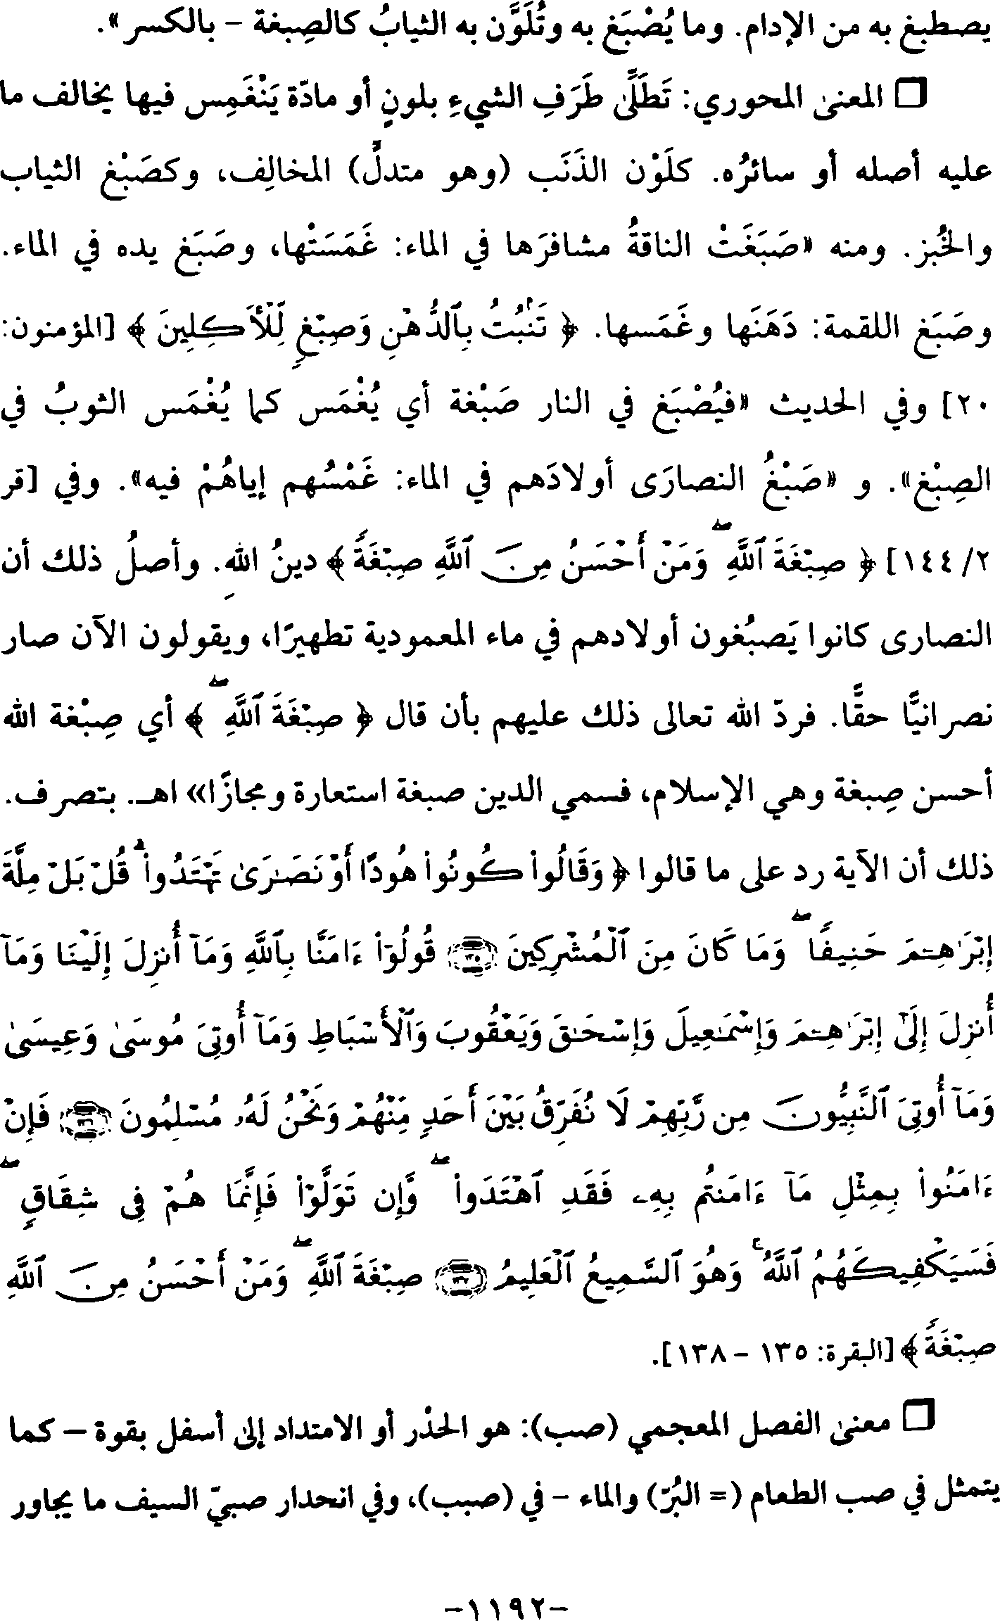 يصطبغ به من الإدام. وما يُصْبَغ به وتُلَوَّن به الثيابُ كالصِبغة - بالكسر».
❑ المعنى المحوري: تَطَلِّى طَرَفِ الشيءِ بلونٍ أو مادّة يَنْغَمِس فيها يخالف ما
عليه أصله أو سائرُه. كلَوْن الذَنَب (وهو متدلٍّ) المخالِف، وكصَبْغ الثياب
والخُبز. ومنه «صَبَغَتْ الناقةُ مشافرَها في الماء: غَمَسَتْها، وصَبَغ يده في الماء.
وصَبَغ اللقمة: دَهَنَها وغَمَسها. ﴿ تَنۢبُتُ بِٱلدُّهۡنِ وَصِبۡغٖ لِّلۡأٓكِلِينَ ﴾ [المؤمنون:
٢٠] وفي الحديث «فيُصْبَغ في النار صَبْغة أي يُغْمَس كما يُغْمَس الثوبُ في
الصِبْغ». و «صَبْغُ النصارَى أولادَهم في الماء: غَمْسُهم إياهُمْ فيه». وفي [قر
٢/ ١٤٤] ﴿ صِبۡغَةَ ٱللَّهِۖ وَمَنۡ أَحۡسَنُ مِنَ ٱللَّهِ صِبۡغَةٗ﴾ دينُ اللهِ. وأصلُ ذلك أن
النصارى كانوا يَصبُغون أولادهم في ماء المعمودية تطهيرًا، ويقولون الآن صار
نصرانيًّا حقًّا. فردّ الله تعالى ذلك عليهم بأن قال ﴿ صِبۡغَةَ ٱللَّهِۖ ﴾ أي صِبْغة الله
أحسن صِبغة وهي الإسلام، فسمي الدين صبغة استعارة ومجازًا» اهـ. بتصرف.
ذلك أن الآية رد على ما قالوا ﴿ وَقَالُواْ كُونُواْ هُودًا أَوۡ نَصَٰرَىٰ تَهۡتَدُواْۗ قُلۡ بَلۡ مِلَّةَ
إِبۡرَٰهِـۧمَ حَنِيفٗاۖ وَمَا كَانَ مِنَ ٱلۡمُشۡرِكِينَ ١٣٥ قُولُوٓاْ ءَامَنَّا بِٱللَّهِ وَمَآ أُنزِلَ إِلَيۡنَا وَمَآ
أُنزِلَ إِلَىٰٓ إِبۡرَٰهِـۧمَ وَإِسۡمَٰعِيلَ وَإِسۡحَٰقَ وَيَعۡقُوبَ وَٱلۡأَسۡبَاطِ وَمَآ أُوتِيَ مُوسَىٰ وَعِيسَىٰ
وَمَآ أُوتِيَ ٱلنَّبِيُّونَ مِن رَّبِّهِمۡ لَا نُفَرِّقُ بَيۡنَ أَحَدٖ مِّنۡهُمۡ وَنَحۡنُ لَهُۥ مُسۡلِمُونَ ١٣٦ فَإِنۡ
ءَامَنُواْ بِمِثۡلِ مَآ ءَامَنتُم بِهِۦ فَقَدِ ٱهۡتَدَواْۖ وَّإِن تَوَلَّوۡاْ فَإِنَّمَا هُمۡ فِي شِقَاقٖۖ
فَسَيَكۡفِيكَهُمُ ٱللَّهُۚ وَهُوَ ٱلسَّمِيعُ ٱلۡعَلِيمُ ١٣٧ صِبۡغَةَ ٱللَّهِۖ وَمَنۡ أَحۡسَنُ مِنَ ٱللَّهِ
صِبۡغَةٗ﴾ [البقرة: ١٣٥ - ١٣٨].
❑ معنى الفصل المعجمي (صب): هو الحذْر أو الامتداد إلى أسفل بقوة – كما
يتمثل في صب الطعام (= البُرّ) والماء - في (صبب)، وفي انحدار صبيّ السيف ما يجاور
-١١٩٢-